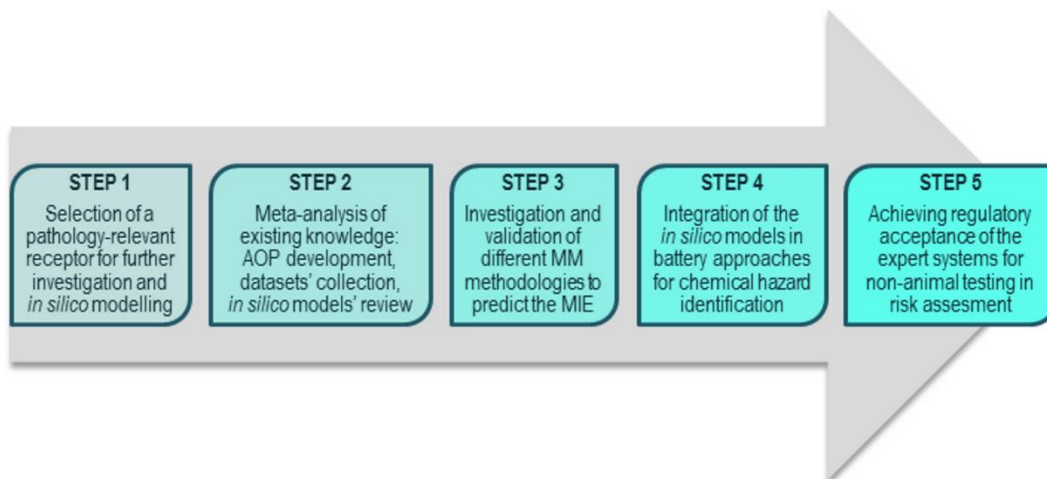 STEP 1
Selection of a
pathology-relevant
receptor for further
investigation and
in silico modelling
STEP 2
Meta-analysis of
existing knowledge:
AOP development,
datasets' collection,
in silico models' review
STEP 3
Investigation and
validation of
different MM
methodologies to
predict the MIE
STEP 4
Integration of the
in silico models in
battery approaches
for chemical hazard
identification
STEP 5
Achieving regulatory
acceptance of the
expert systems for
non-animal testing in
risk assesment